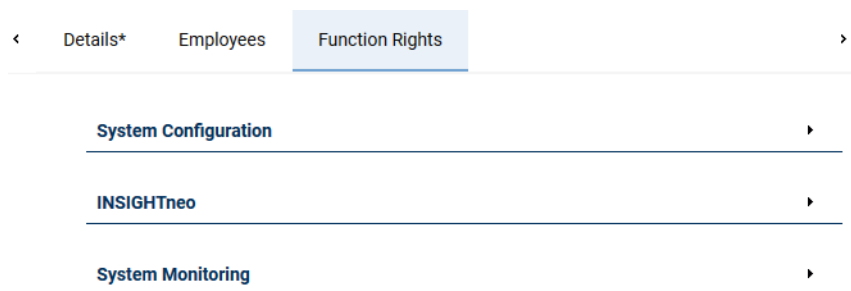 Details* Employees Function Rights
System Configuration
INSIGHTneo
System Monitoring